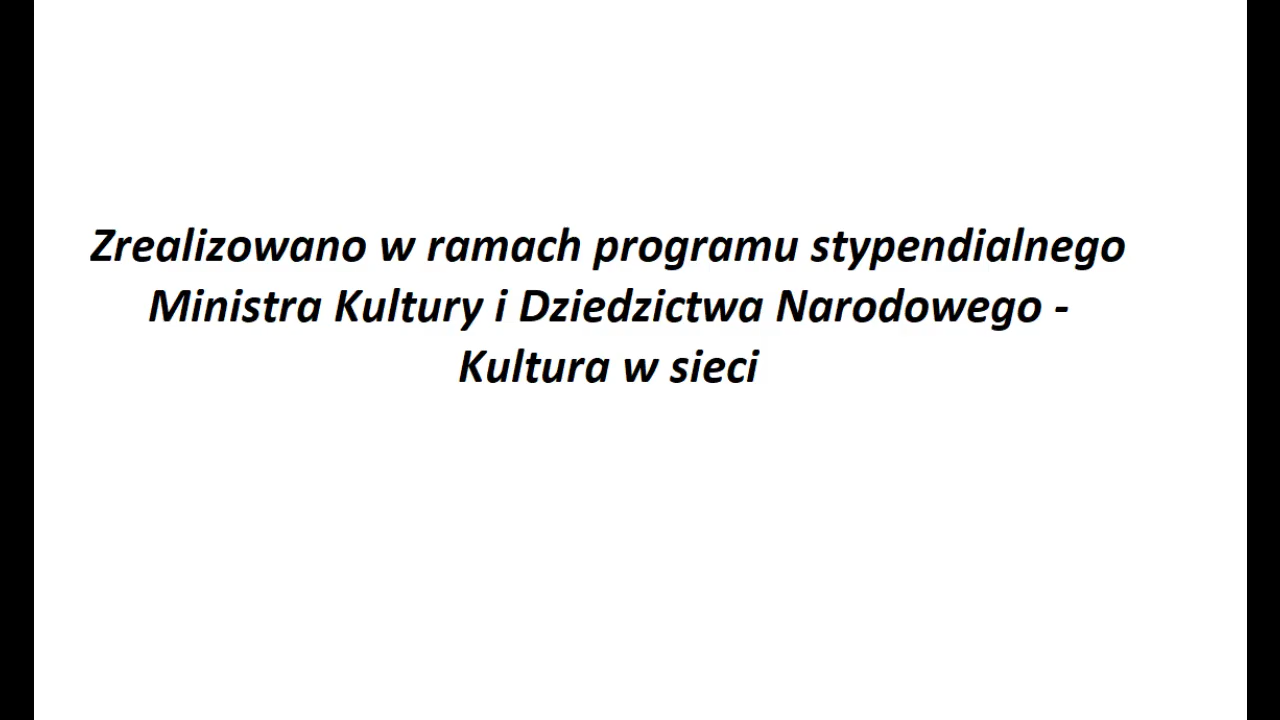 Zrealizowano w ramach programu stypendialnego
Ministra Kultury i Dziedzictwa Narodowego -
Kultura w sieci